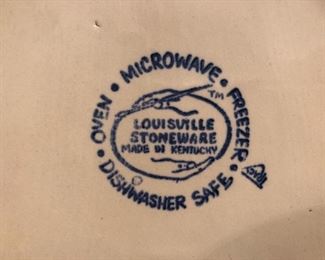 OVEN • MICROWAVE • FREEZER • DISHWASHER SAFE •
TM
LOUISVILLE
STONEWARE
MADE IN KENTUCKY